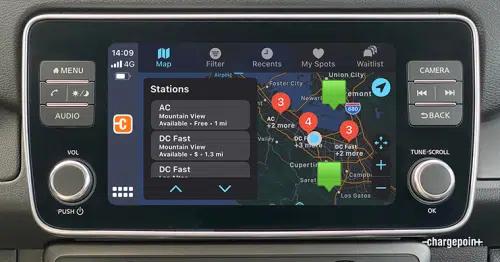 14:09
4G
Map
Filter
Recents
My Spots
Waitlist
MENU
AUDIO
VOL
PUSH
CAMERA
BACK
TUNE·SCROLL
OK
Stations
AC
Mountain View
Available - Free - 1 mi
DC Fast
Mountain View
Available - $ - 1.3 mi
DC Fast
Foster City
Union City
680
3
AC
+2 more
4
DC Fast
+3 more
3
DC Fast
+2 more
Los Gatos
-chargepoin+